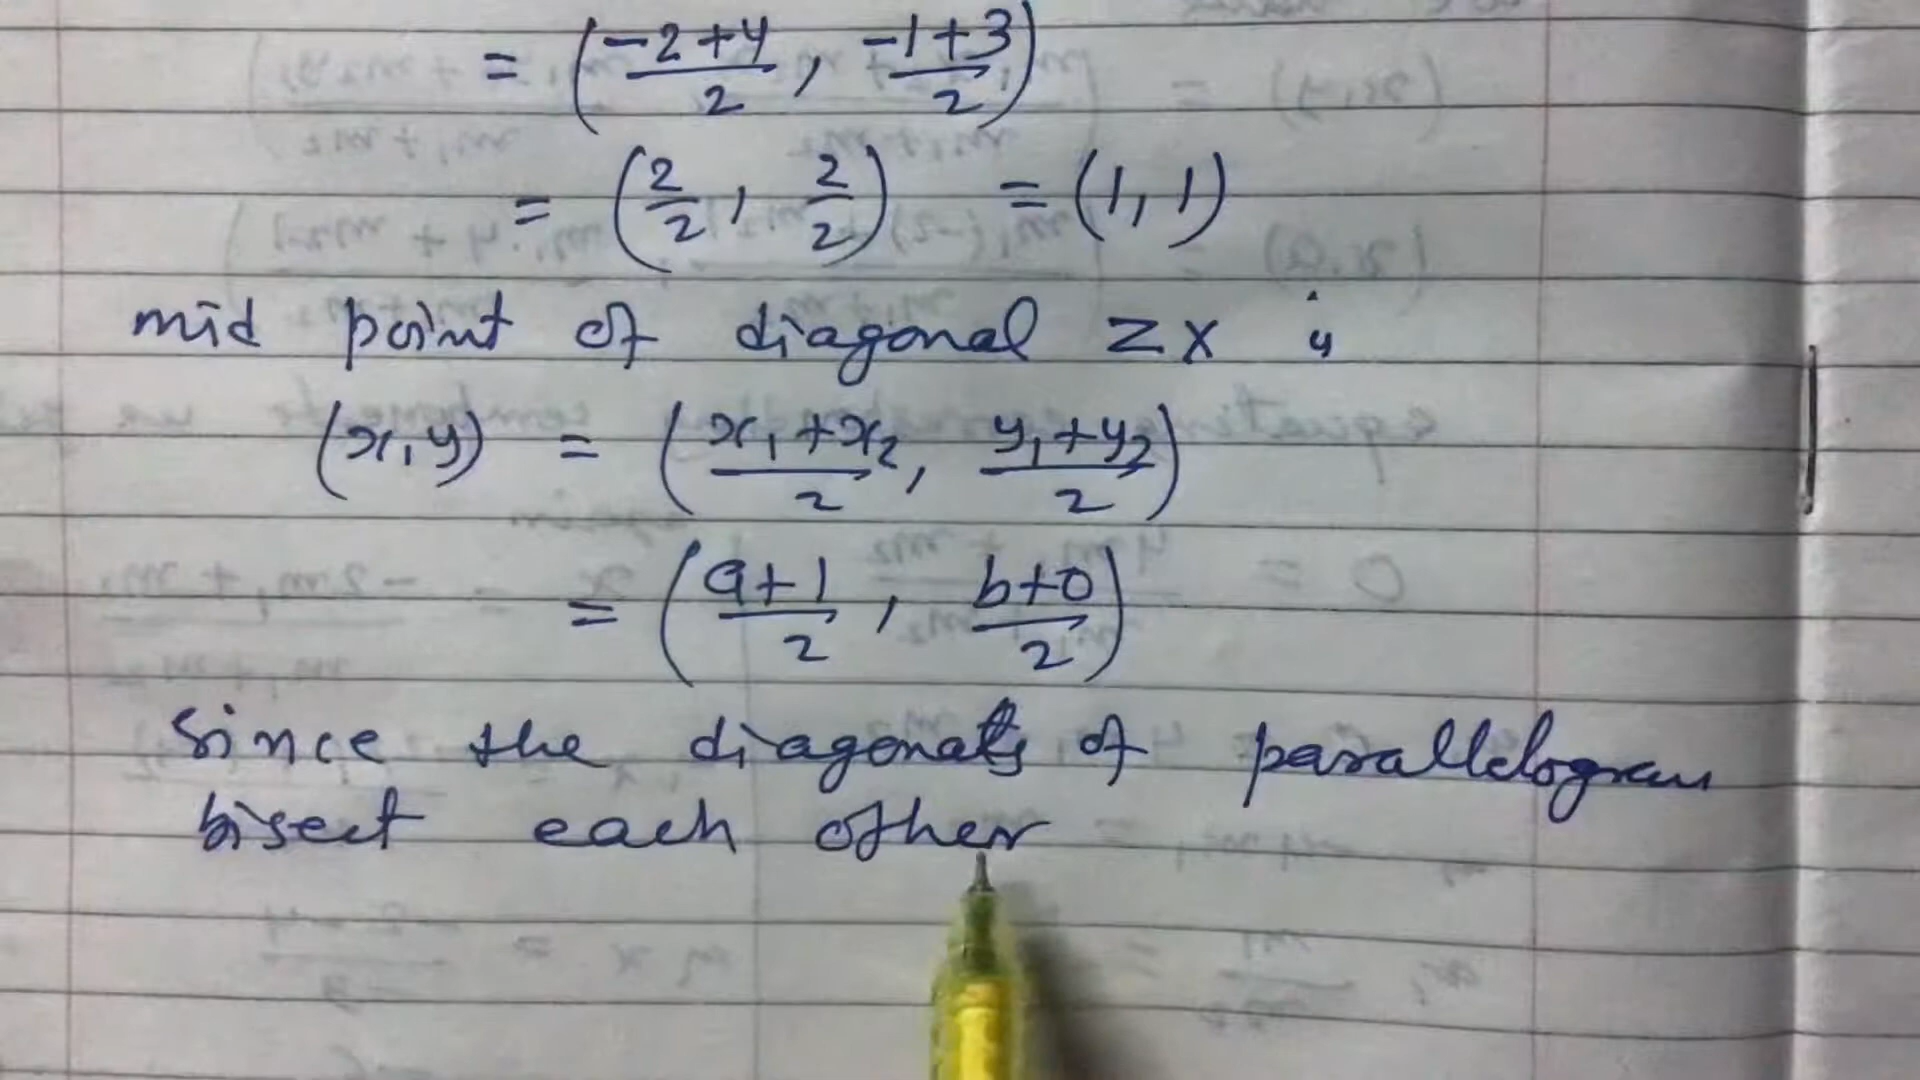 = (-2+4/2, -1+3/2)
= (2/2, 2/2) = (1,1)
mid point of diagonal ZX is
(x,y) = (x₁+x₂/2, y₁+y₂/2)
= (a+1/2, b+0/2)
Since the diagonals of parallelogram
bisect each other